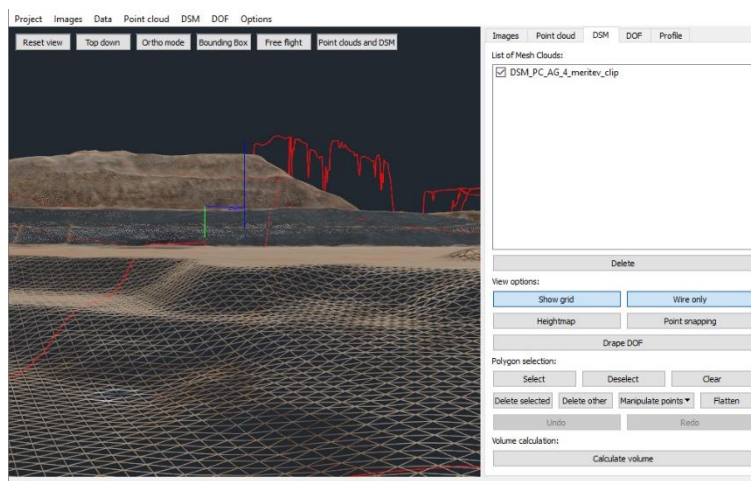 Project Images Data Point cloud DSM DOF Options
Reset view Top down Ortho mode Bounding Box Free flight Point clouds and DSM
Images Point cloud DSM DOF Profile
List of Mesh Clouds:
DSM_PC_AG_4_meritev_clip
Delete
View options:
Show grid Wire only
Heightmap Point snapping
Drape DOF
Polygon selection:
Select Deselect Clear
Delete selected Delete other Manipulate points Flatten
Undo Redo
Volume calculation:
Calculate volume